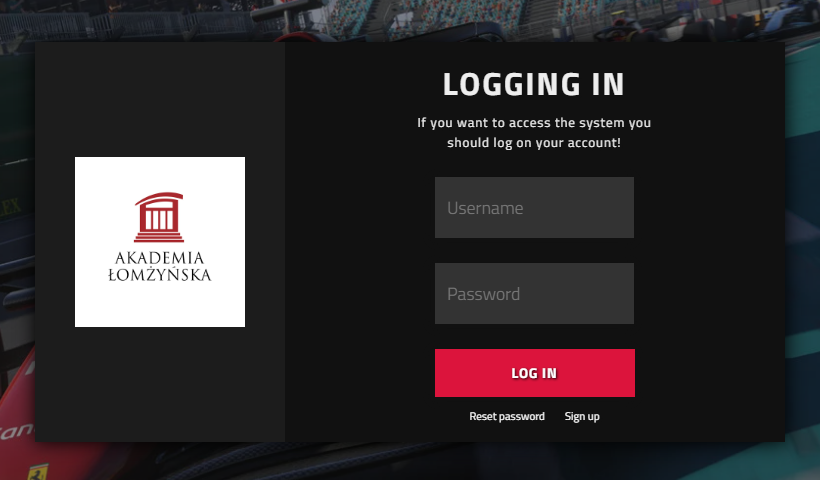 LOGGING IN
If you want to access the system you
should log on your account!
Username
AKADEMIA
ŁOMŻYŃSKA
Password
LOG IN
Reset password Sign up